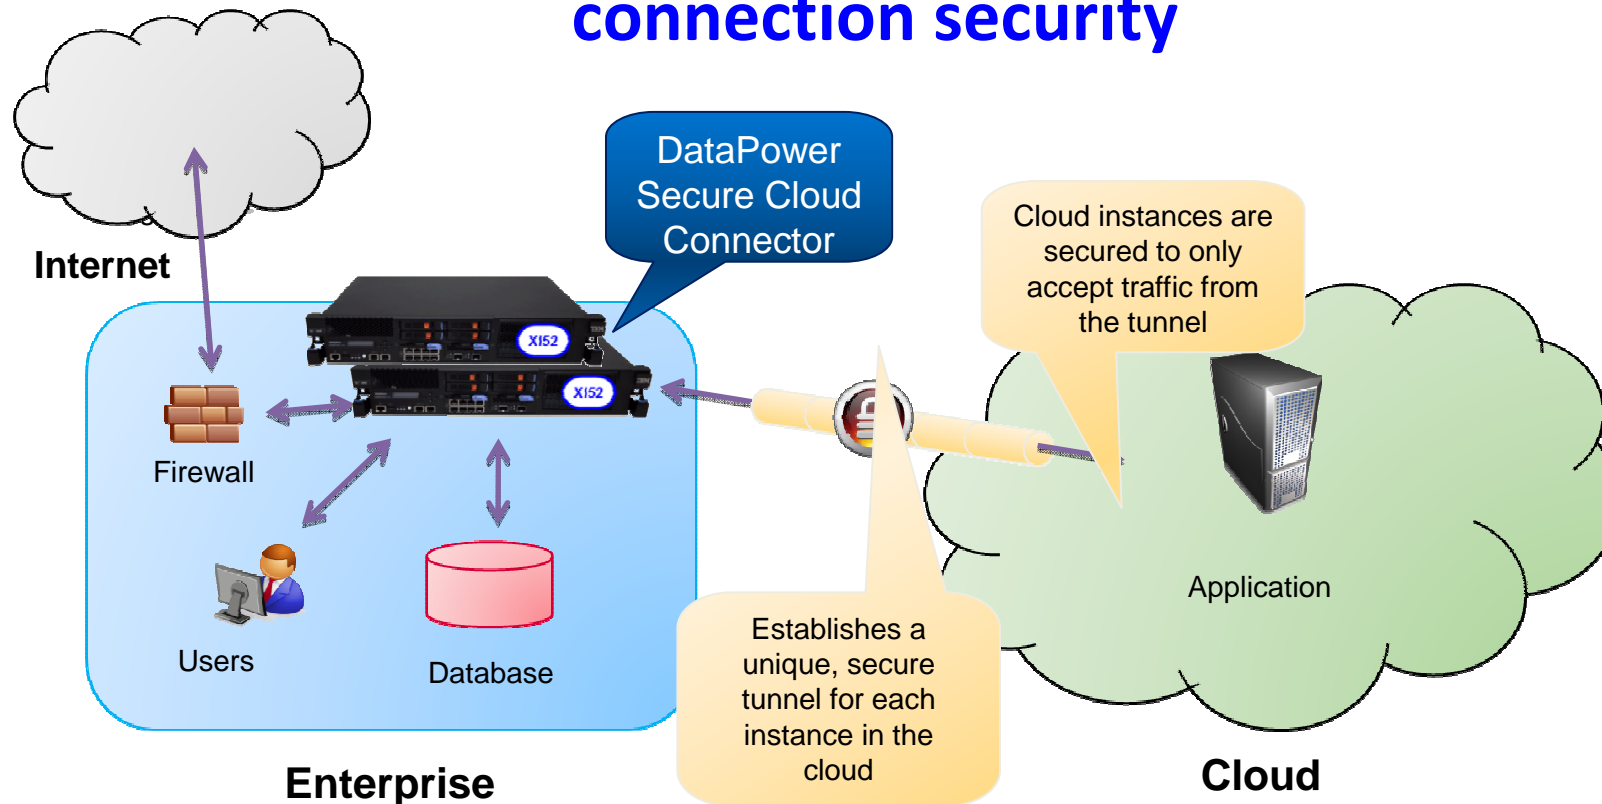 connection security
DataPower
Secure Cloud
Connector
Cloud instances are
secured to only
accept traffic from
the tunnel
Internet
XI52
XI52
Firewall
Users
Database
Application
Establishes a
unique, secure
tunnel for each
instance in the
cloud
Enterprise
Cloud